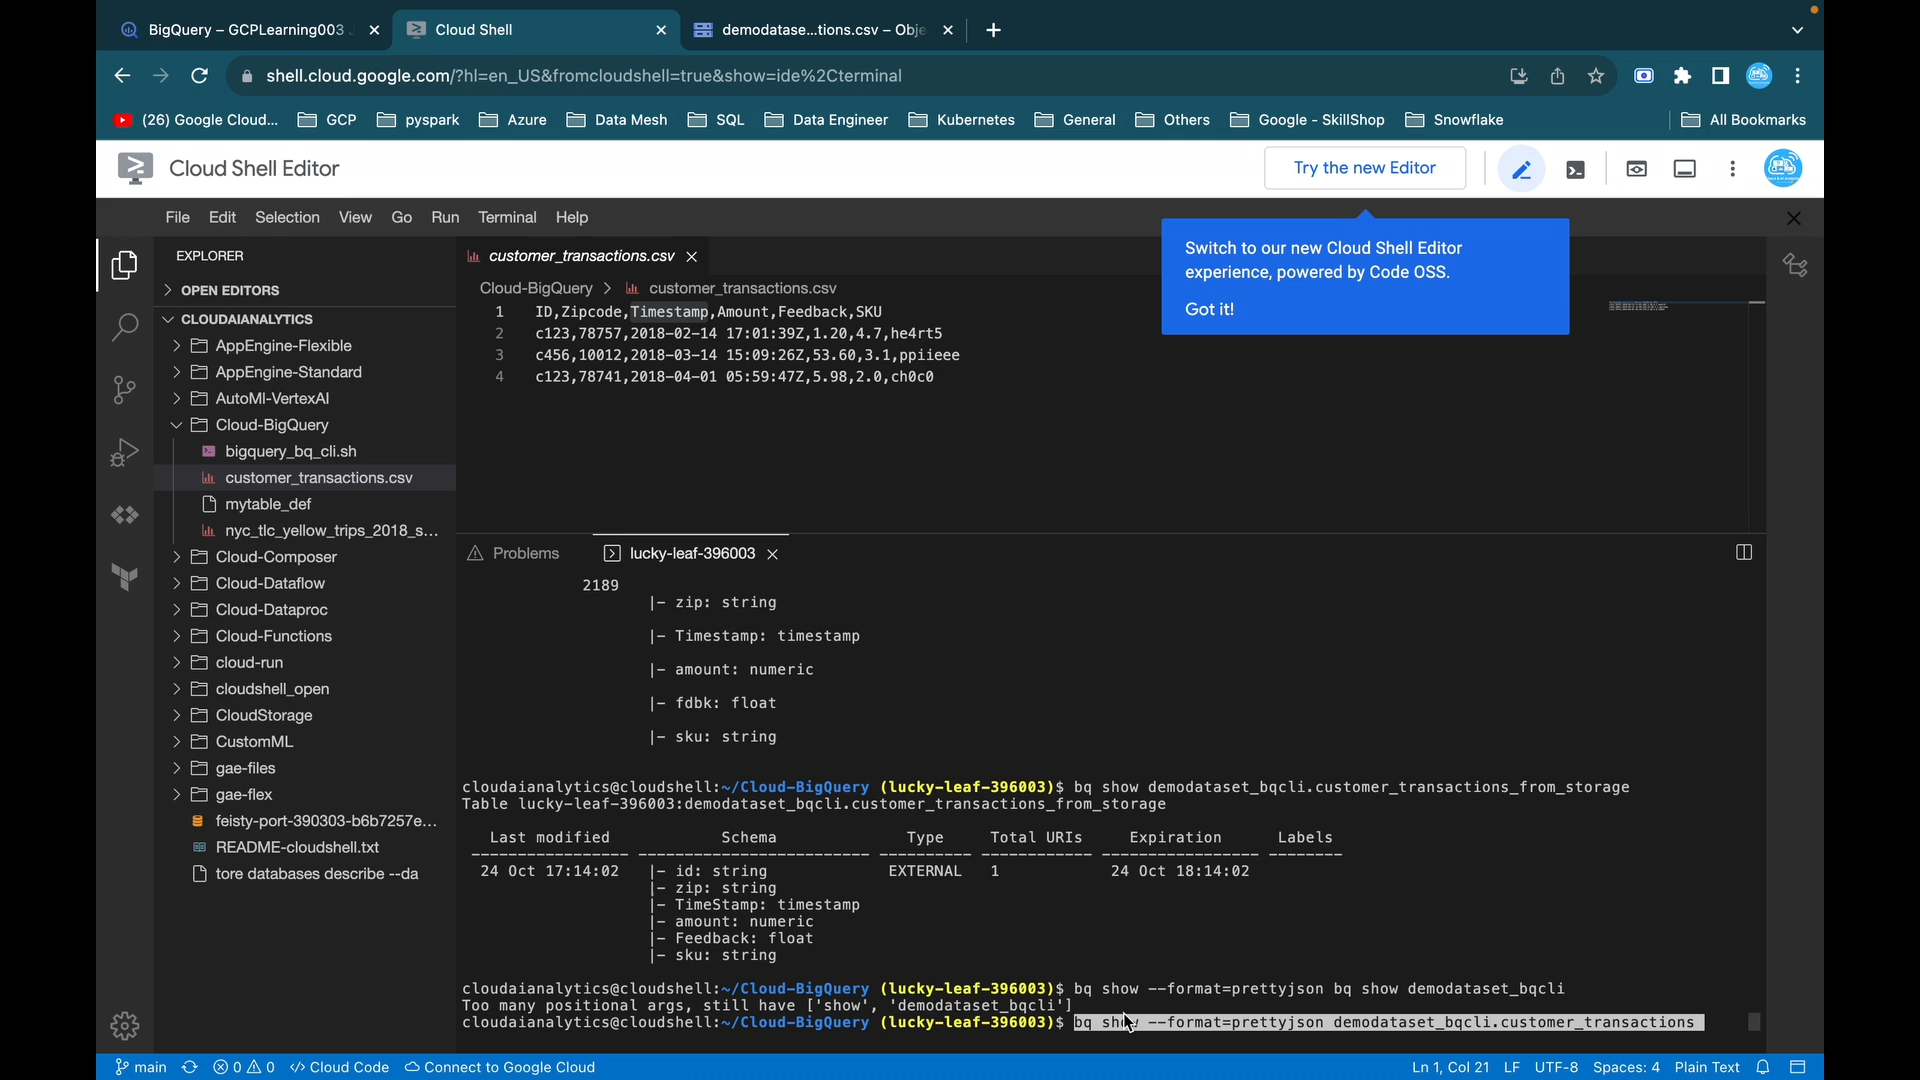 BigQuery – GCPLearning003
Cloud Shell
demodatase...tions.csv – Obje
shell.cloud.google.com/?hl=en_US&fromcloudshell=true&show=ide%2Cterminal
(26) Google Cloud...
GCP
pyspark
Azure
Data Mesh
SQL
Data Engineer
Kubernetes
General
Others
Google - SkillShop
Snowflake
All Bookmarks
Cloud Shell Editor
Try the new Editor
File Edit Selection View Go Run Terminal Help
Switch to our new Cloud Shell Editor
experience, powered by Code OSS.
Got it!
EXPLORER
OPEN EDITORS
CLOUDAIANALYTICS
AppEngine-Flexible
AppEngine-Standard
AutoMl-VertexAI
Cloud-BigQuery
bigquery_bq_cli.sh
customer_transactions.csv
mytable_def
nyc_tlc_yellow_trips_2018_s...
Cloud-Composer
Cloud-Dataflow
Cloud-Dataproc
Cloud-Functions
cloud-run
cloudshell_open
CloudStorage
CustomML
gae-files
gae-flex
feisty-port-390303-b6b7257e...
README-cloudshell.txt
tore databases describe --da
customer_transactions.csv
Cloud-BigQuery > customer_transactions.csv
1 ID,Zipcode,Timestamp,Amount,Feedback,SKU
2 c123,78757,2018-02-14 17:01:39Z,1.20,4.7,he4rt5
3 c456,10012,2018-03-14 15:09:26Z,53.60,3.1,ppiieee
4 c123,78741,2018-04-01 05:59:47Z,5.98,2.0,ch0c0
Problems
lucky-leaf-396003
2189
|- zip: string
|- Timestamp: timestamp
|- amount: numeric
|- fdbk: float
|- sku: string
cloudaianalytics@cloudshell:~/Cloud-BigQuery (lucky-leaf-396003)$ bq show demodataset_bqcli.customer_transactions_from_storage
Table lucky-leaf-396003:demodataset_bqcli.customer_transactions_from_storage
Last modified Schema Type Total URIs Expiration Labels
----------------- ------------------------- ---------- ------------ ----------------- --------
24 Oct 17:14:02 |- id: string EXTERNAL 1 24 Oct 18:14:02
|- zip: string
|- TimeStamp: timestamp
|- amount: numeric
|- Feedback: float
|- sku: string
cloudaianalytics@cloudshell:~/Cloud-BigQuery (lucky-leaf-396003)$ bq show --format=prettyjson bq show demodataset_bqcli
Too many positional args, still have ['show', 'demodataset_bqcli']
cloudaianalytics@cloudshell:~/Cloud-BigQuery (lucky-leaf-396003)$ bq show --format=prettyjson demodataset_bqcli.customer_transactions
main
0 0
</> Cloud Code
Connect to Google Cloud
Ln 1, Col 21
LF
UTF-8
Spaces: 4
Plain Text